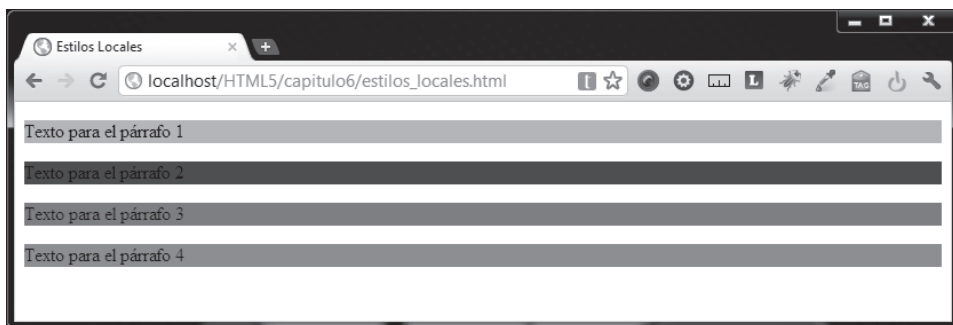 Estilos Locales
localhost/HTML5/capitulo6/estilos_locales.html
t
L
TAG
Texto para el párrafo 1
Texto para el párrafo 2
Texto para el párrafo 3
Texto para el párrafo 4